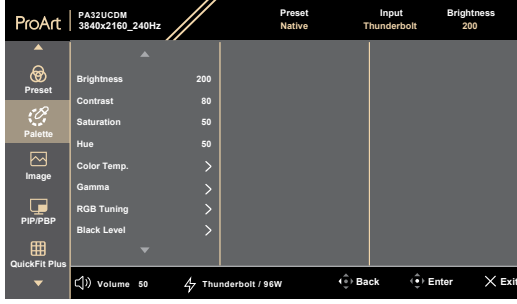 ProArt
PA32UCDM
3840x2160_240Hz
Preset
Native
Input
Thunderbolt
Brightness
200
Preset
Palette
Image
PIP/PBP
QuickFit Plus
Brightness 200
Contrast 80
Saturation 50
Hue 50
Color Temp.
Gamma
RGB Tuning
Black Level
Volume 50
Thunderbolt / 96W
Back
Enter
Exit